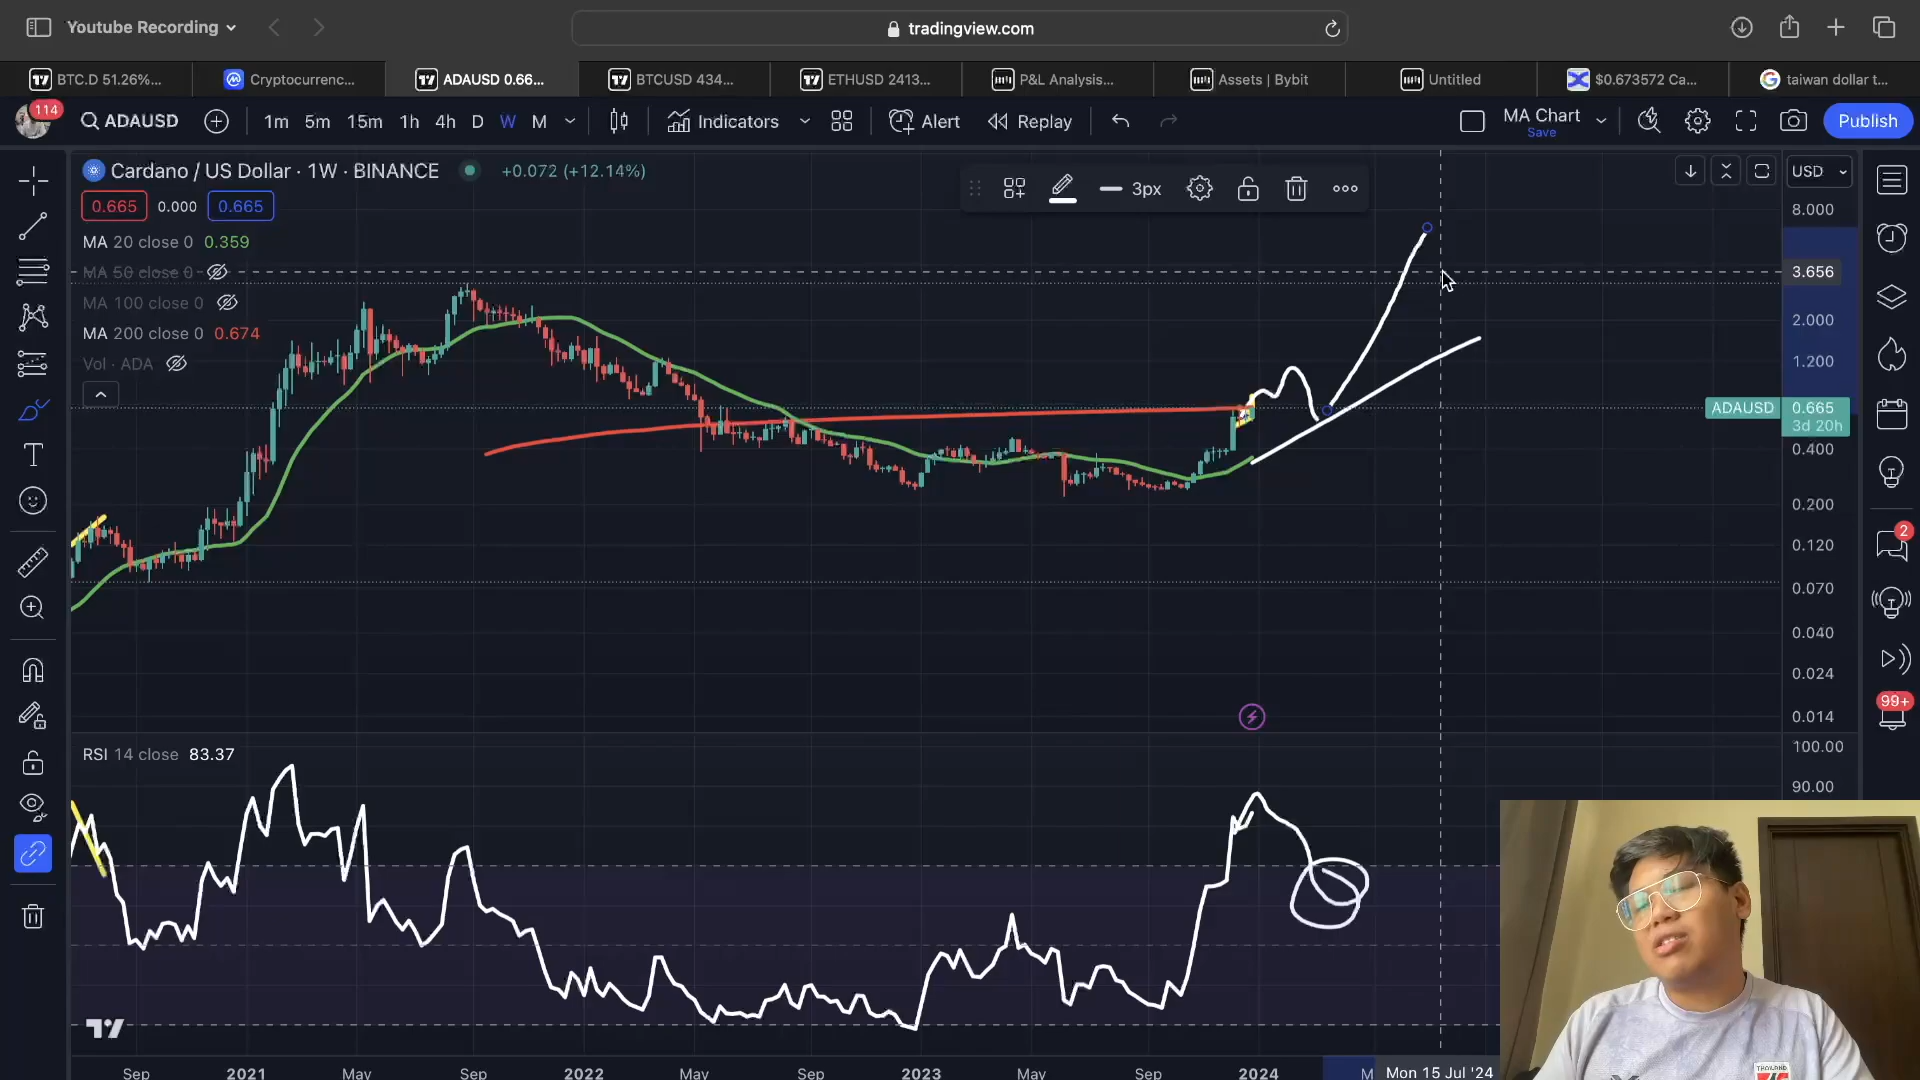 Youtube Recording
tradingview.com
BTC.D 51.26%...
Cryptocurrenc...
ADAUSD 0.66...
BTCUSD 434...
ETHUSD 2413...
P&L Analysis...
Assets | Bybit
Untitled
$0.673572 Ca...
taiwan dollar t...
114
ADAUSD
1m 5m 15m 1h 4h D W M
Indicators
Alert
Replay
MA Chart
Save
Publish
Cardano / US Dollar · 1W · BINANCE
+0.072 (+12.14%)
3px
USD
0.665 0.000 0.665
MA 20 close 0 0.359
MA 50 close 0
MA 100 close 0
MA 200 close 0 0.674
Vol · ADA
8.000
3.656
2.000
1.200
ADAUSD 0.665
3d 20h
0.400
0.200
0.120
0.070
0.040
0.024
0.014
2
99+
RSI 14 close 83.37
100.00
90.00
Sep 2021 May Sep 2022 May Sep 2023 May Sep 2024 M Mon 15 Jul '24
THAILAND